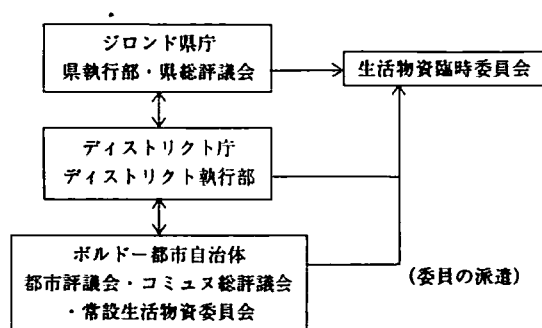 ジロンド県庁
県執行部・県総評議会
生活物資臨時委員会
ディストリクト庁
ディストリクト執行部
ボルドー都市自治体
都市評議会・コミュヌ総評議会
・常設生活物資委員会
(委員の派遣)